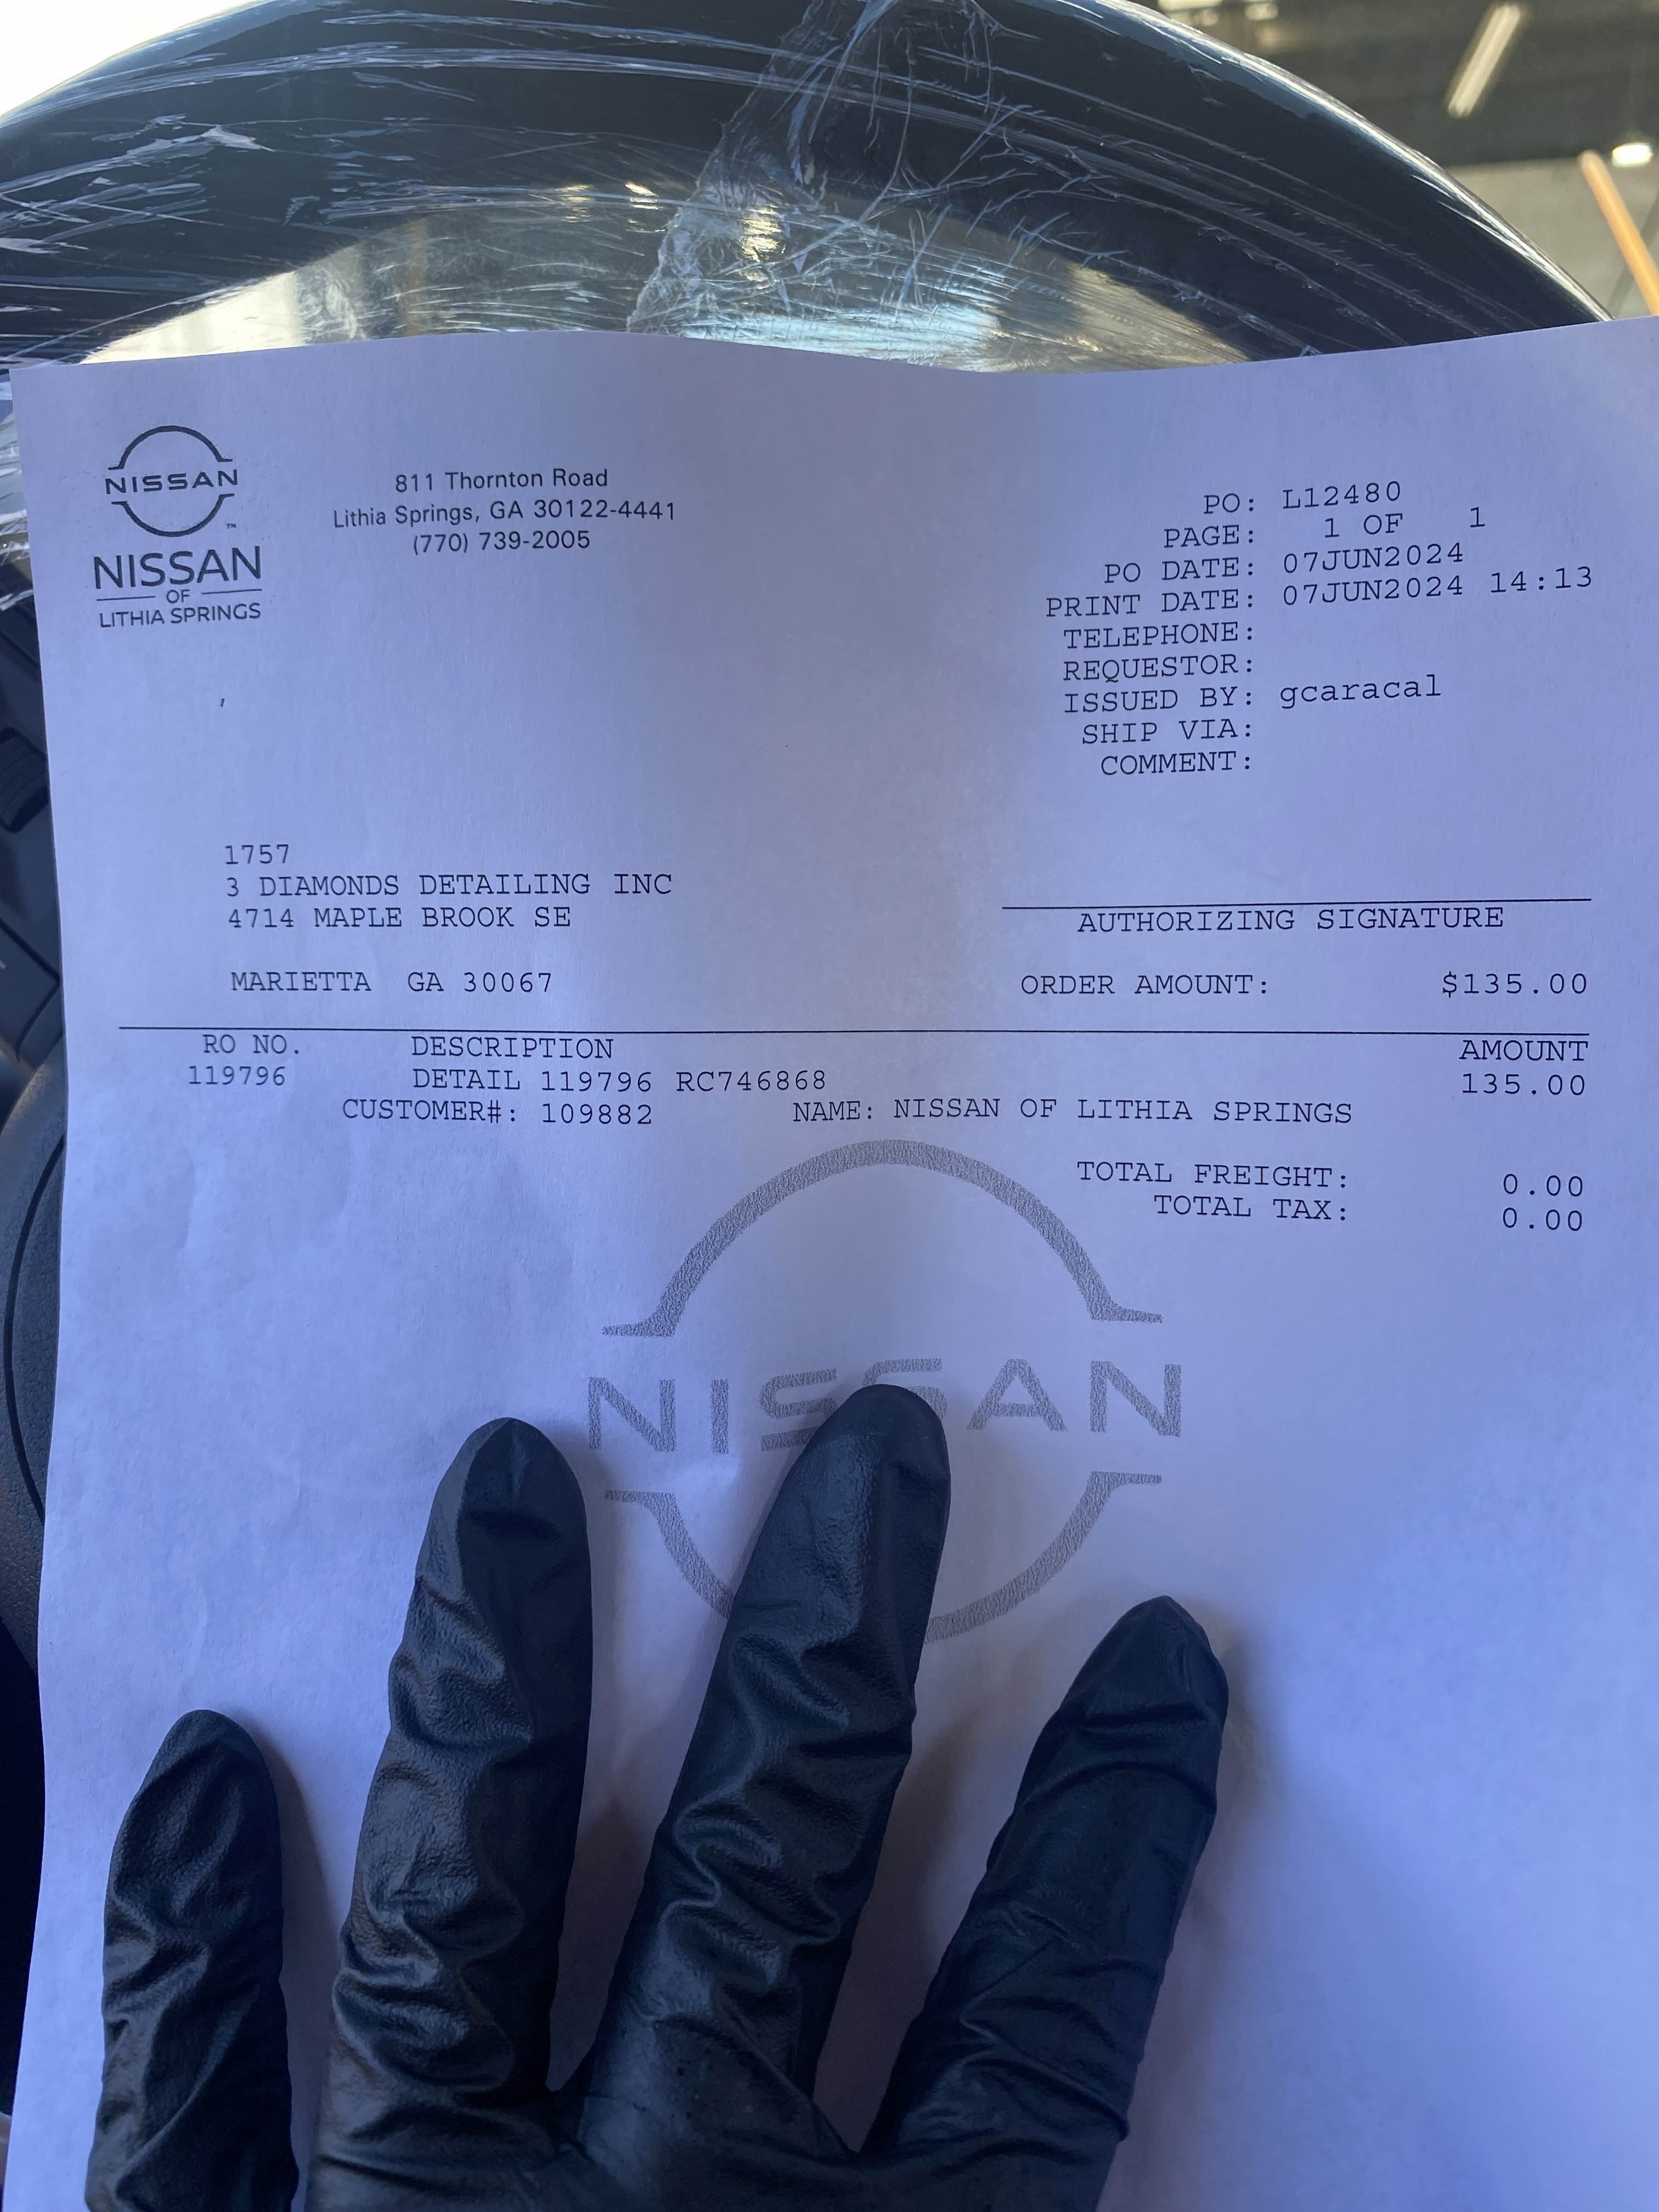 NISSAN
NISSAN
OF
LITHIA SPRINGS
811 Thornton Road
Lithia Springs, GA 30122-4441
(770) 739-2005
PO: L12480
PAGE: 1 OF 1
PO DATE: 07JUN2024
PRINT DATE: 07JUN2024 14:13
TELEPHONE:
REQUESTOR:
ISSUED BY: gcaracal
SHIP VIA:
COMMENT:
,
1757
3 DIAMONDS DETAILING INC
4714 MAPLE BROOK SE
MARIETTA GA 30067
AUTHORIZING SIGNATURE
ORDER AMOUNT: $135.00
RO NO. DESCRIPTION AMOUNT
119796 DETAIL 119796 RC746868 135.00
CUSTOMER#: 109882 NAME: NISSAN OF LITHIA SPRINGS
TOTAL FREIGHT: 0.00
TOTAL TAX: 0.00
NISSAN